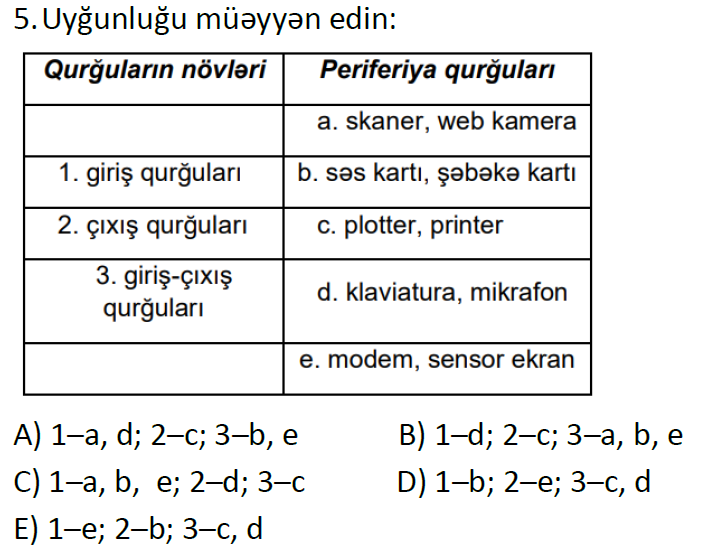 5. Uyğunluğu müəyyən edin:
Qurğuların növləri Periferiya qurğuları
a. skaner, web kamera
1. giriş qurğuları b. səs kartı, şəbəkə kartı
2. çıxış qurğuları c. plotter, printer
3. giriş-çıxış
qurğuları d. klaviatura, mikrafon
e. modem, sensor ekran
A) 1–a, d; 2–c; 3–b, e B) 1–d; 2–c; 3–a, b, e
C) 1–a, b, e; 2–d; 3–c D) 1–b; 2–e; 3–c, d
E) 1–e; 2–b; 3–c, d